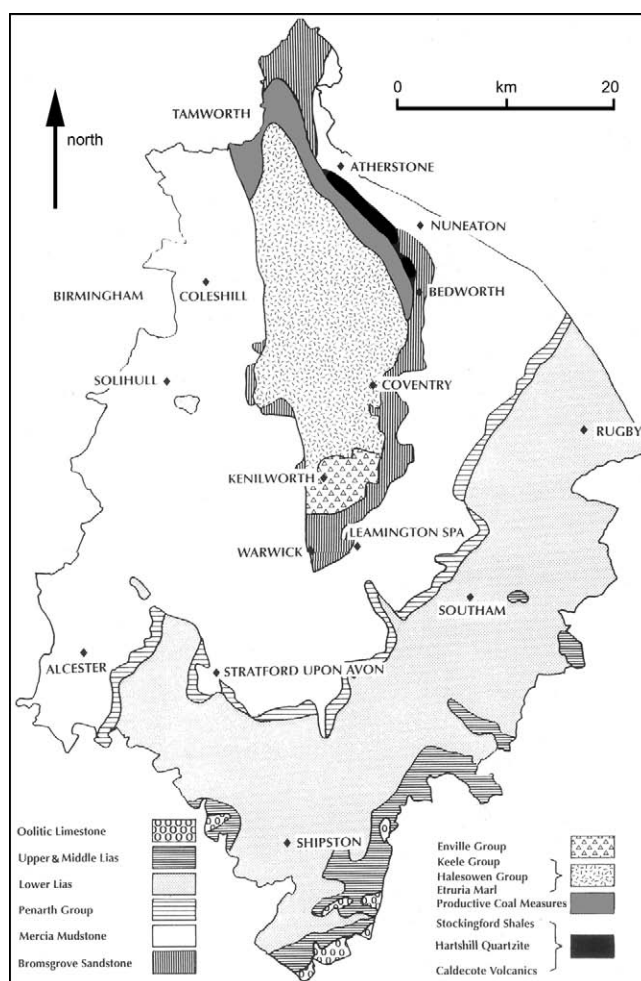 0 km 20
north
TAMWORTH
ATHERSTONE
NUNEATON
BIRMINGHAM
COLESHILL
BEDWORTH
SOLIHULL
COVENTRY
RUGBY
KENILWORTH
LEAMINGTON SPA
WARWICK
SOUTHAM
ALCESTER
STRATFORD UPON AVON
SHIPSTON
Oolitic Limestone
Upper & Middle Lias
Lower Lias
Penarth Group
Mercia Mudstone
Bromsgrove Sandstone
Enville Group
Keele Group
Halesowen Group
Etruria Marl
Productive Coal Measures
Stockingford Shales
Hartshill Quartzite
Caldecote Volcanics